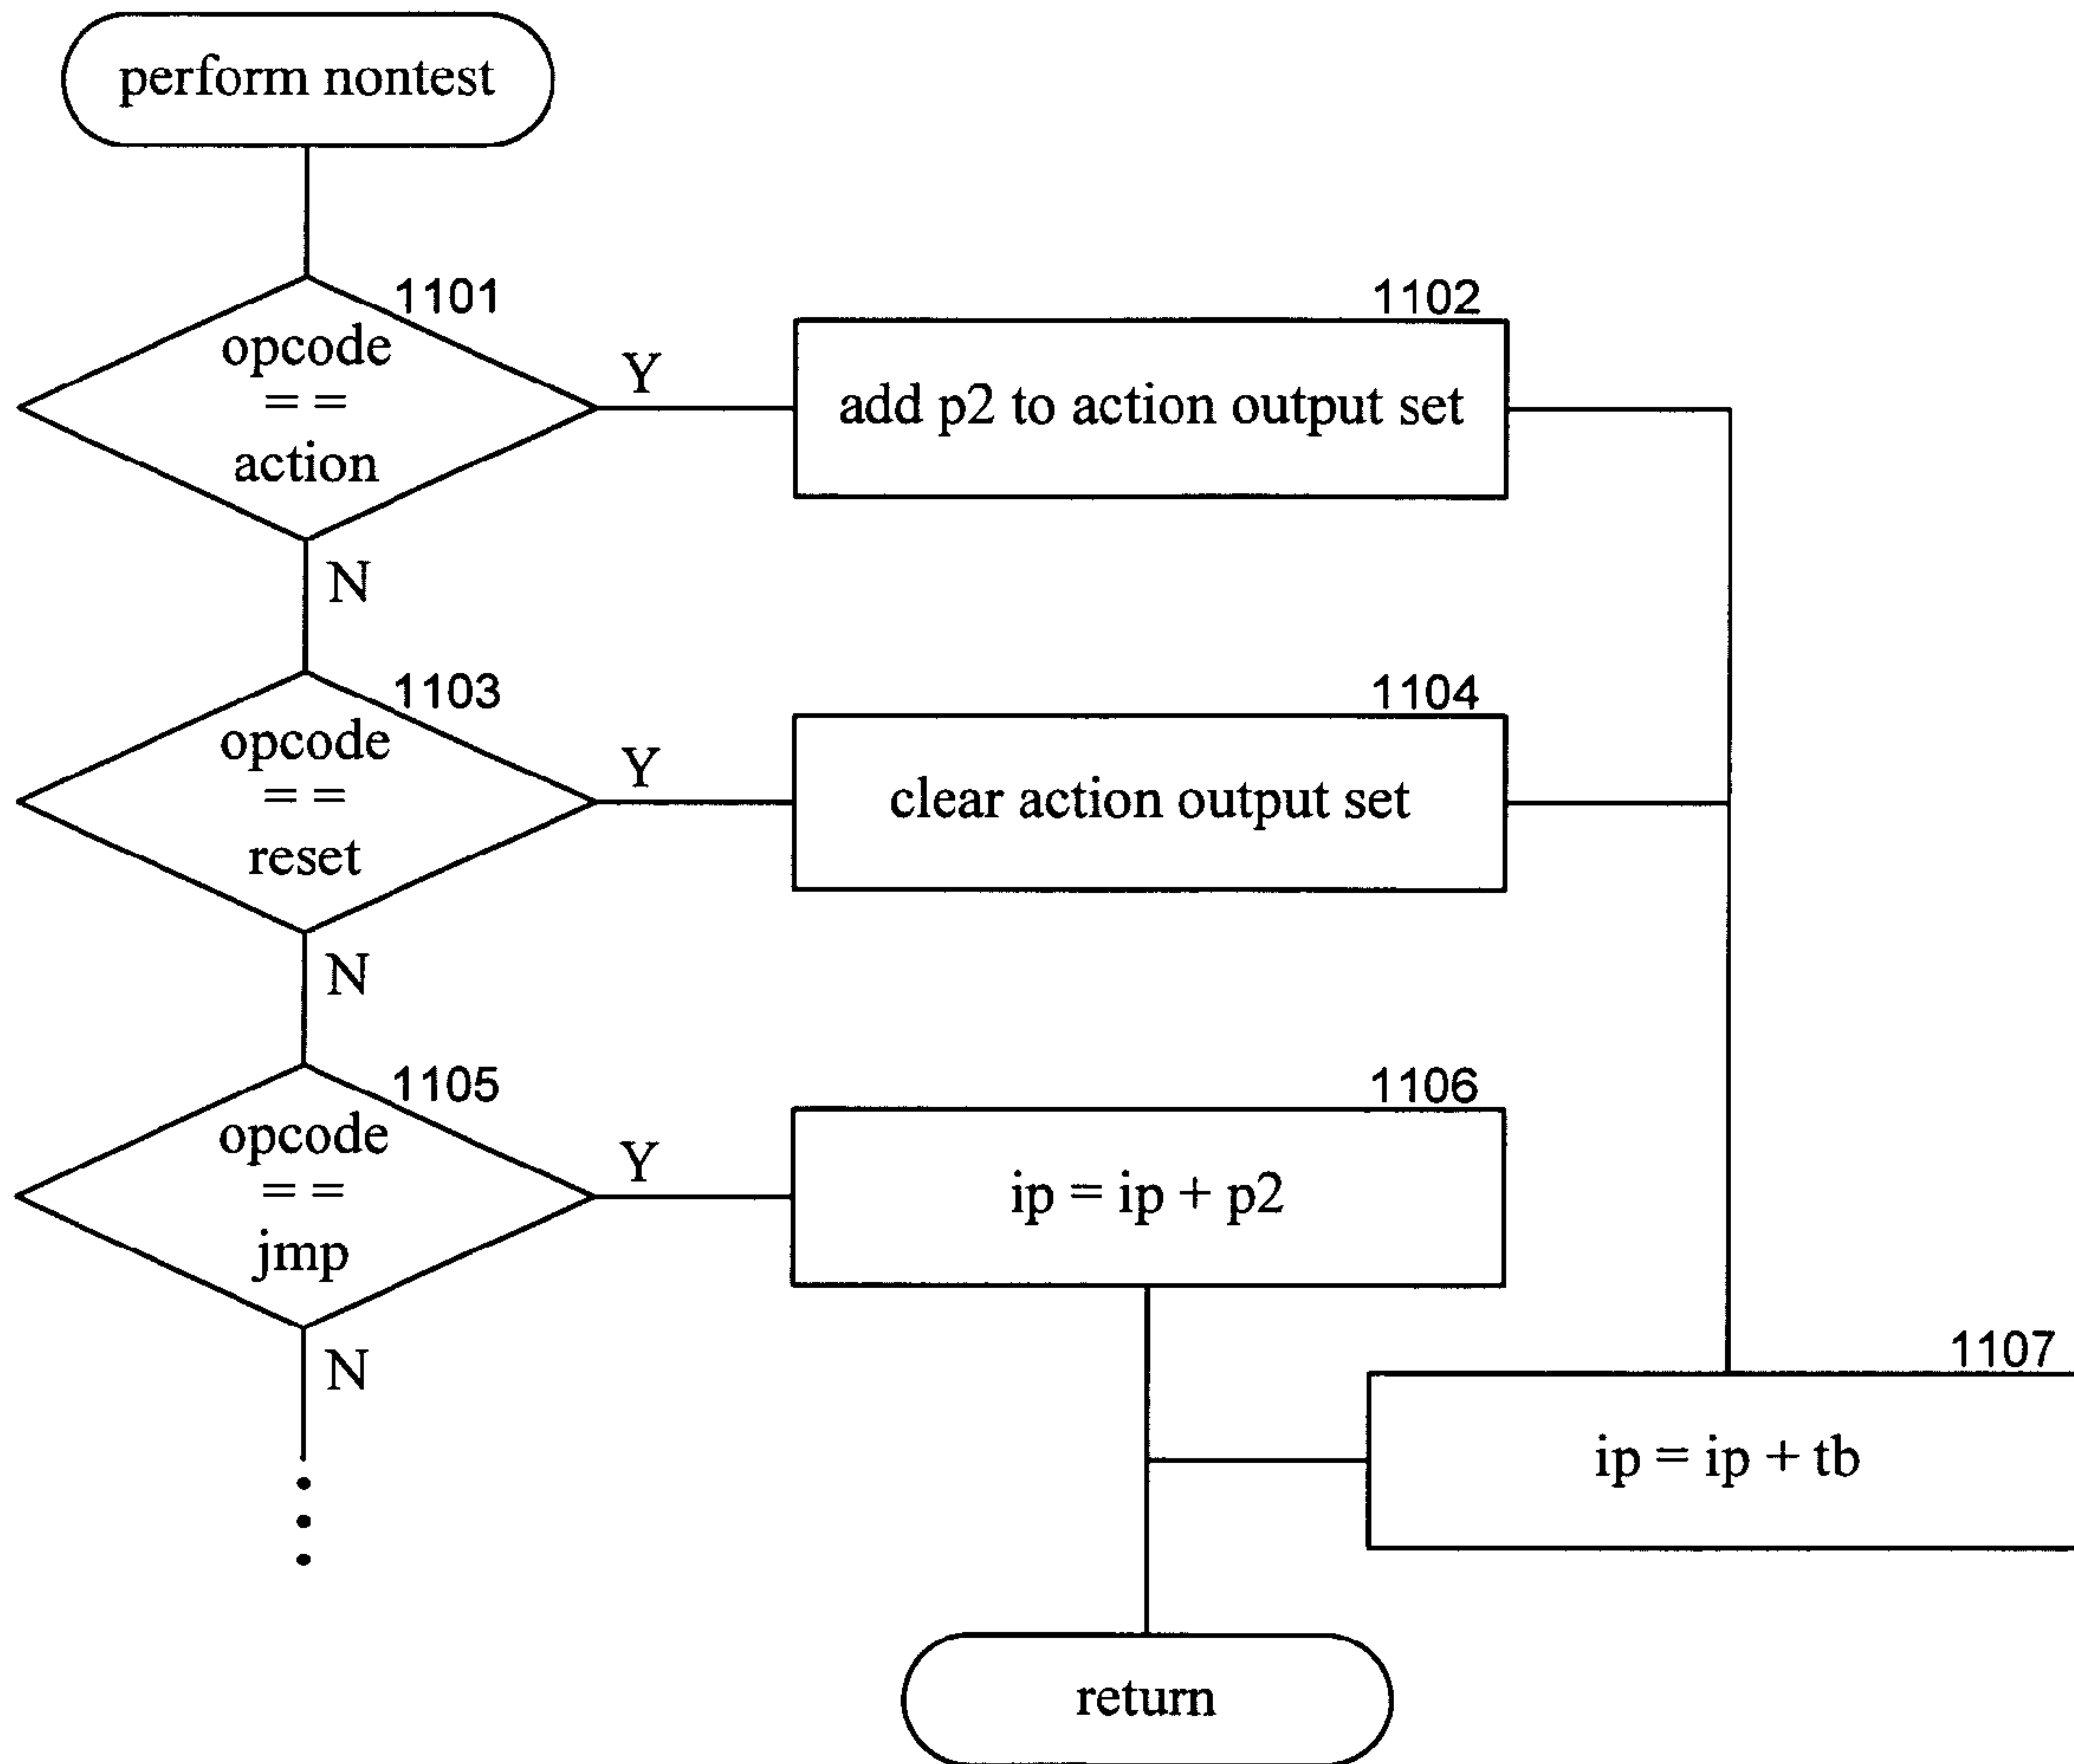 perform nontest
1101
opcode
==
action
Y
1102
add p2 to action output set
N
1103
opcode
==
reset
Y
1104
clear action output set
N
1105
opcode
==
jmp
Y
1106
ip = ip + p2
N
1107
ip = ip + tb
return